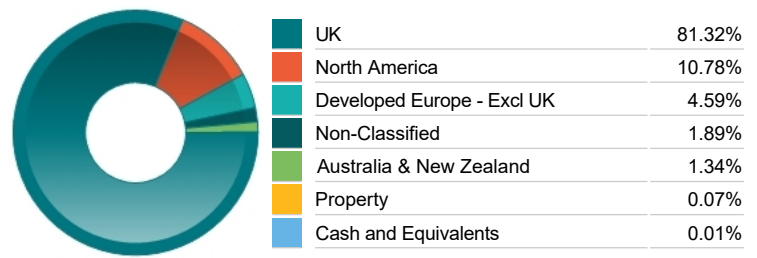 UK 81.32%
North America 10.78%
Developed Europe - Excl UK 4.59%
Non-Classified 1.89%
Australia & New Zealand 1.34%
Property 0.07%
Cash and Equivalents 0.01%